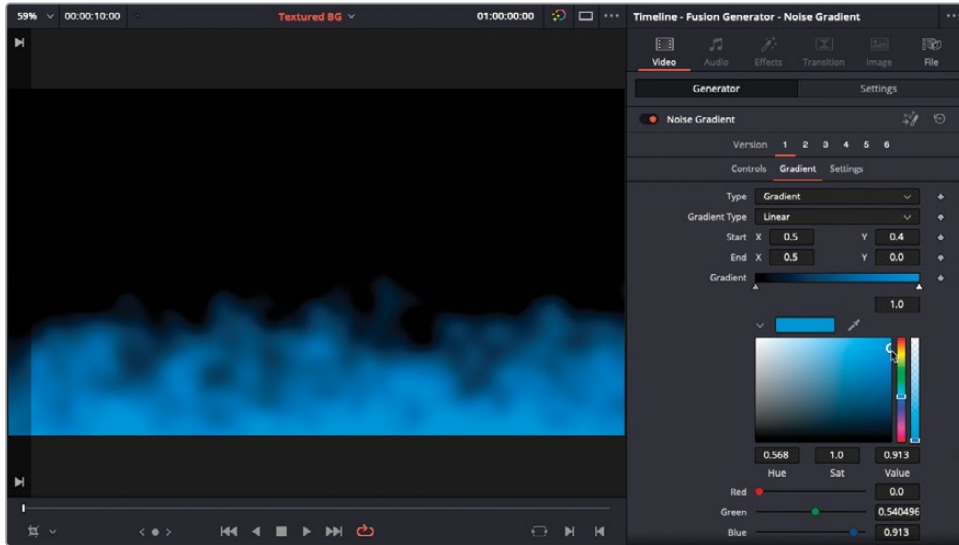 59% 00:00:10:00 Textured BG 01:00:00:00 Timeline - Fusion Generator - Noise Gradient
Video Audio Effects Transition Image File
Generator Settings
Noise Gradient
Version 1 2 3 4 5 6
Controls Gradient Settings
Type Gradient
Gradient Type Linear
Start X 0.5 Y 0.4
End X 0.5 Y 0.0
Gradient
1.0
0.568 1.0 0.913
Hue Sat Value
Red 0.0
Green 0.540496
Blue 0.913